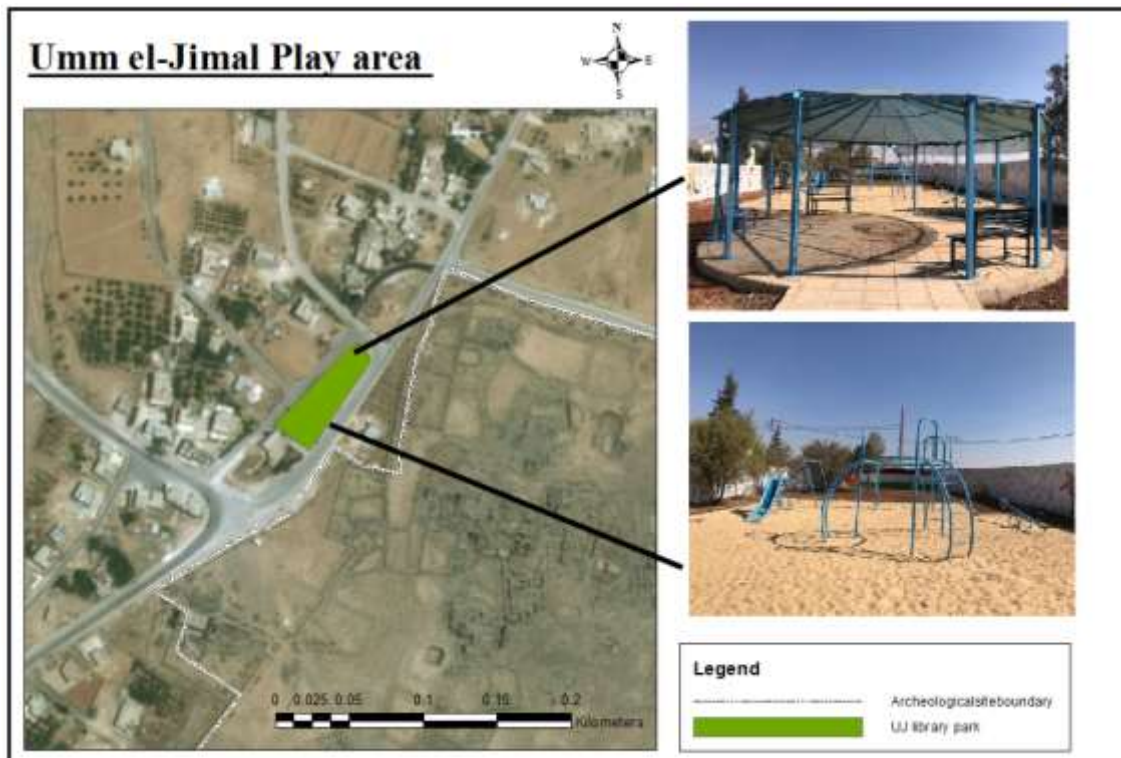 Umm el-Jimal Play area
N
W E
S
0 0.025 0.05 0.1 0.15 0.2
Kilometers
Legend
Archeologicalsiteboundary
UJ library park